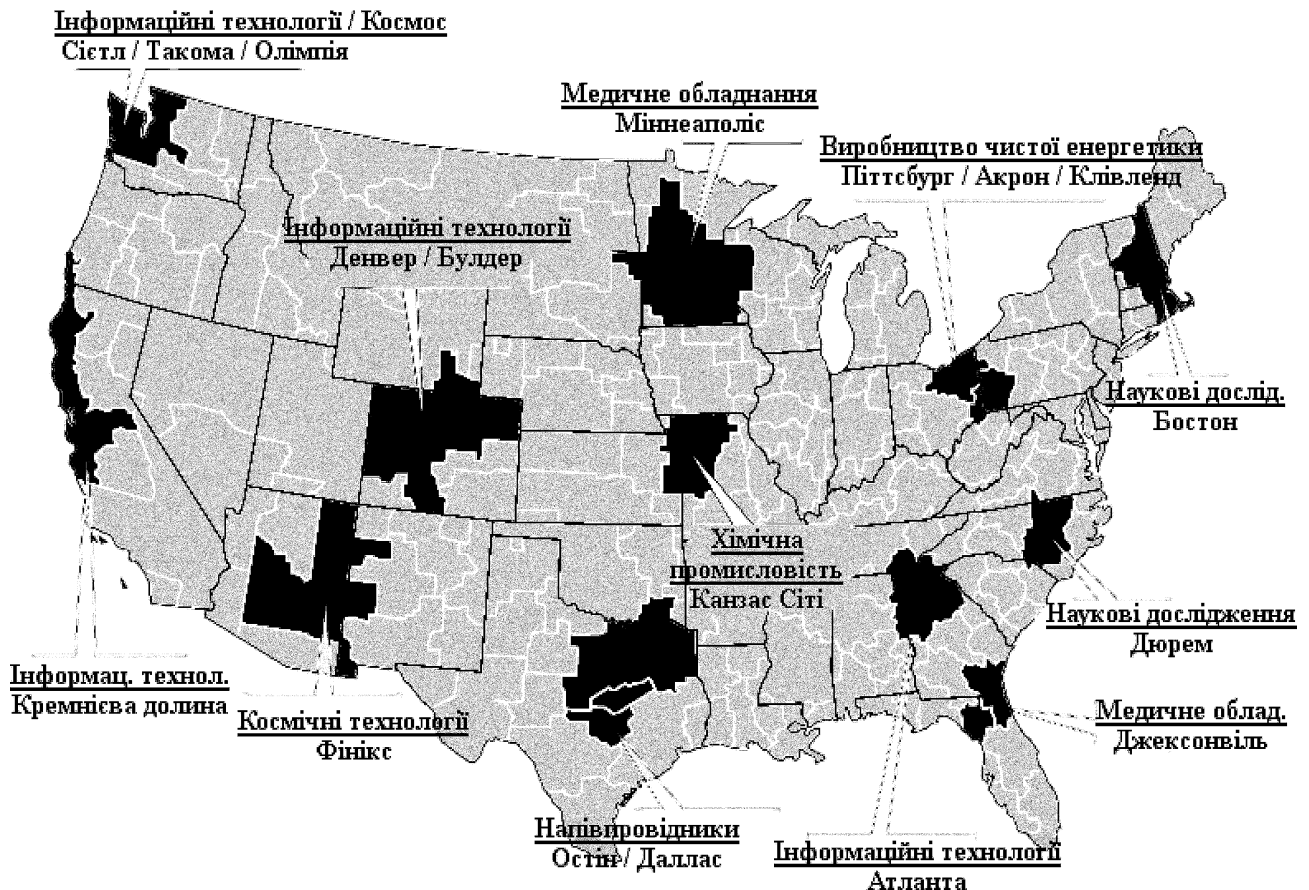 Інформаційні технології / Космос
Сієтл / Такома / Олімпія
Медичне обладнання
Міннеаполіс
Виробництво чистої енергетики
Піттсбург / Акрон / Клівленд
Інформаційні технології
Денвер / Булдер
Наукові дослід.
Бостон
Хімічна
промисловість
Канзас Сіті
Наукові дослідження
Дюрем
Інформац. технол.
Кремнієва долина
Космічні технології
Фінікс
Медичне облад.
Джексонвіль
Напівпровідники
Остін / Даллас
Інформаційні технології
Атланта